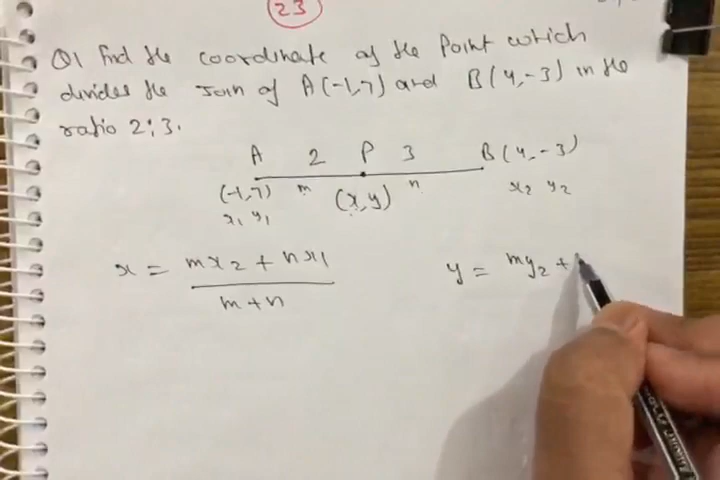 23
Q1 Find the coordinate of the Point which
divides the Join of A(-1,7) and B(4,-3) in the
ratio 2:3.
A 2 P 3 B(4,-3)
(-1,7) m (x,y) n x2 y2
x1 y1
x = mx2 + nx1 y = my2 +
m+n